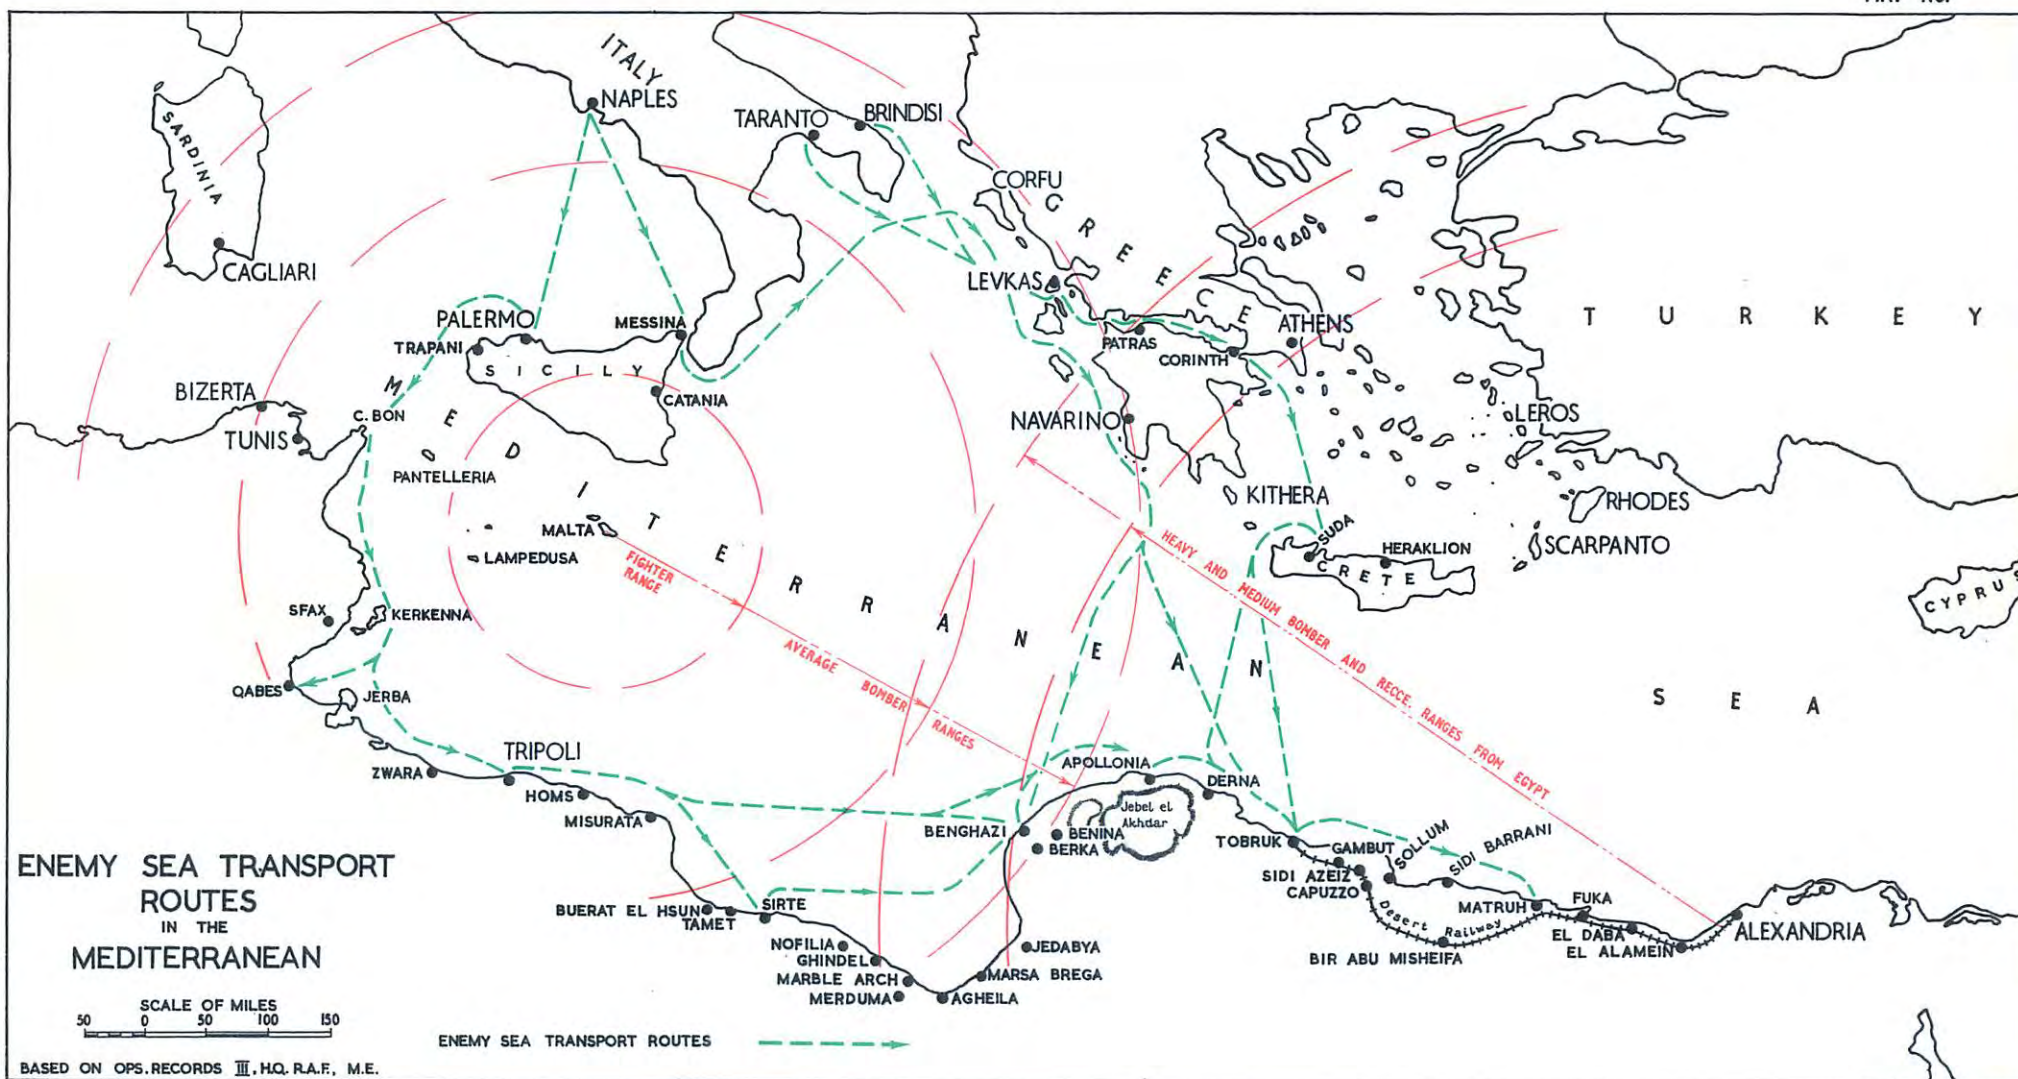 ITALY
NAPLES
TARANTO
BRINDISI
SARDINIA
CAGLIARI
CORFU
GREECE
LEVKAS
PALERMO
MESSINA
TRAPANI
SICILY
CATANIA
PATRAS
CORINTH
ATHENS
TURKEY
BIZERTA
TUNIS
C. BON
PANTELLERIA
MEDITERRANEAN
SEA
NAVARINO
LEROS
KITHERA
RHODES
SCARPANTO
MALTA
LAMPEDUSA
SUDA
HERAKLION
CRETE
CYPRUS
FIGHTER
RANGE
AVERAGE BOMBER RANGES
HEAVY AND MEDIUM BOMBER AND RECCE. RANGES FROM EGYPT
SFAX
KERKENNA
QABES
JERBA
ZWARA
TRIPOLI
HOMS
MISURATA
APOLLONIA
DERNA
Jebel el
Akhdar
BENGHAZI
BENINA
BERKA
TOBRUK
GAMBUT
SOLLUM
SIDI BARRANI
SIDI AZEIZ
CAPUZZO
Desert Railway
MATRUH
FUKA
EL DABA
EL ALAMEIN
ALEXANDRIA
BIR ABU MISHEIFA
BUERAT EL HSUN
TAMET
SIRTE
NOFILIA
GHINDEL
MARBLE ARCH
MERDUMA
AGHEILA
MARSA BREGA
JEDABYA
ENEMY SEA TRANSPORT
ROUTES
IN THE
MEDITERRANEAN
SCALE OF MILES
50 0 50 100 150
ENEMY SEA TRANSPORT ROUTES
BASED ON OPS. RECORDS III, H.Q. R.A.F., M.E.